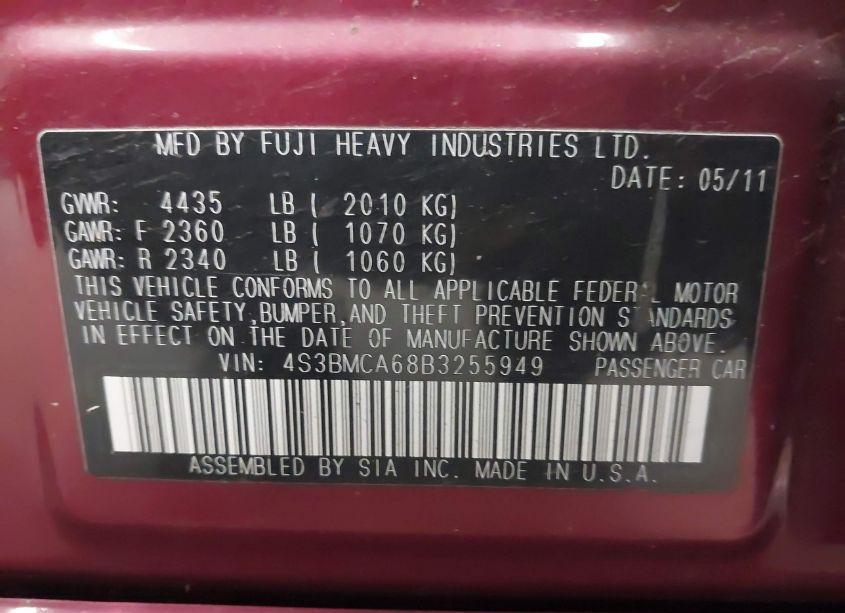 MFD BY FUJI HEAVY INDUSTRIES LTD.
DATE: 05/11
GVWR: 4435 LB ( 2010 KG)
GAWR: F 2360 LB ( 1070 KG)
GAWR: R 2340 LB ( 1060 KG)
THIS VEHICLE CONFORMS TO ALL APPLICABLE FEDERAL MOTOR
VEHICLE SAFETY,BUMPER,AND THEFT PREVENTION STANDARDS
IN EFFECT ON THE DATE OF MANUFACTURE SHOWN ABOVE.
VIN: 4S3BMCA68B3255949 PASSENGER CAR
ASSEMBLED BY SIA INC. MADE IN U.S.A.